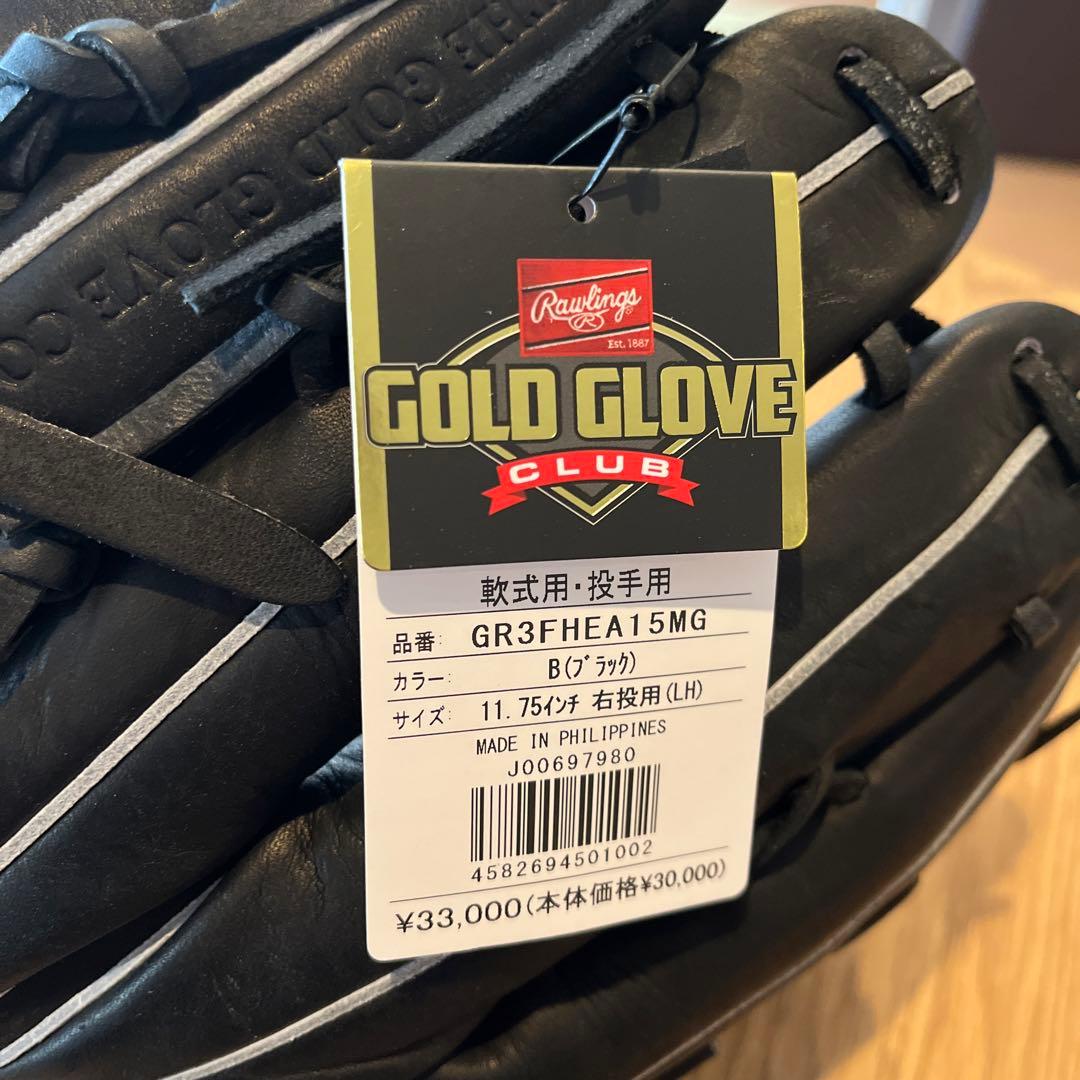 THE GOLD GLOVE CO
Rawlings
R
Est. 1887
GOLD GLOVE
CLUB
軟式用・投手用
品番: GR3FHEA15MG
カラー: B(ﾌﾞﾗｯｸ)
サイズ: 11.75ｲﾝﾁ 右投用(LH)
MADE IN PHILIPPINES
J00697980
4582694501002
¥33,000(本体価格¥30,000)